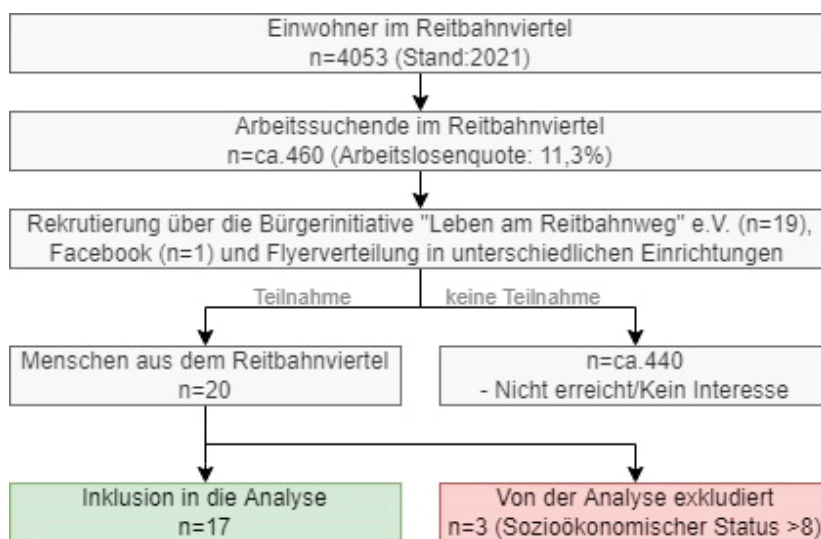 Einwohner im Reitbahnviertel
n=4053 (Stand:2021)
Arbeitssuchende im Reitbahnviertel
n=ca.460 (Arbeitslosenquote: 11,3%)
Rekrutierung über die Bürgerinitiative "Leben am Reitbahnweg" e.V. (n=19),
Facebook (n=1) und Flyerverteilung in unterschiedlichen Einrichtungen
Teilnahme
keine Teilnahme
Menschen aus dem Reitbahnviertel
n=20
n=ca.440
- Nicht erreicht/Kein Interesse
Inklusion in die Analyse
n=17
Von der Analyse exkludiert
n=3 (Sozioökonomischer Status >8)